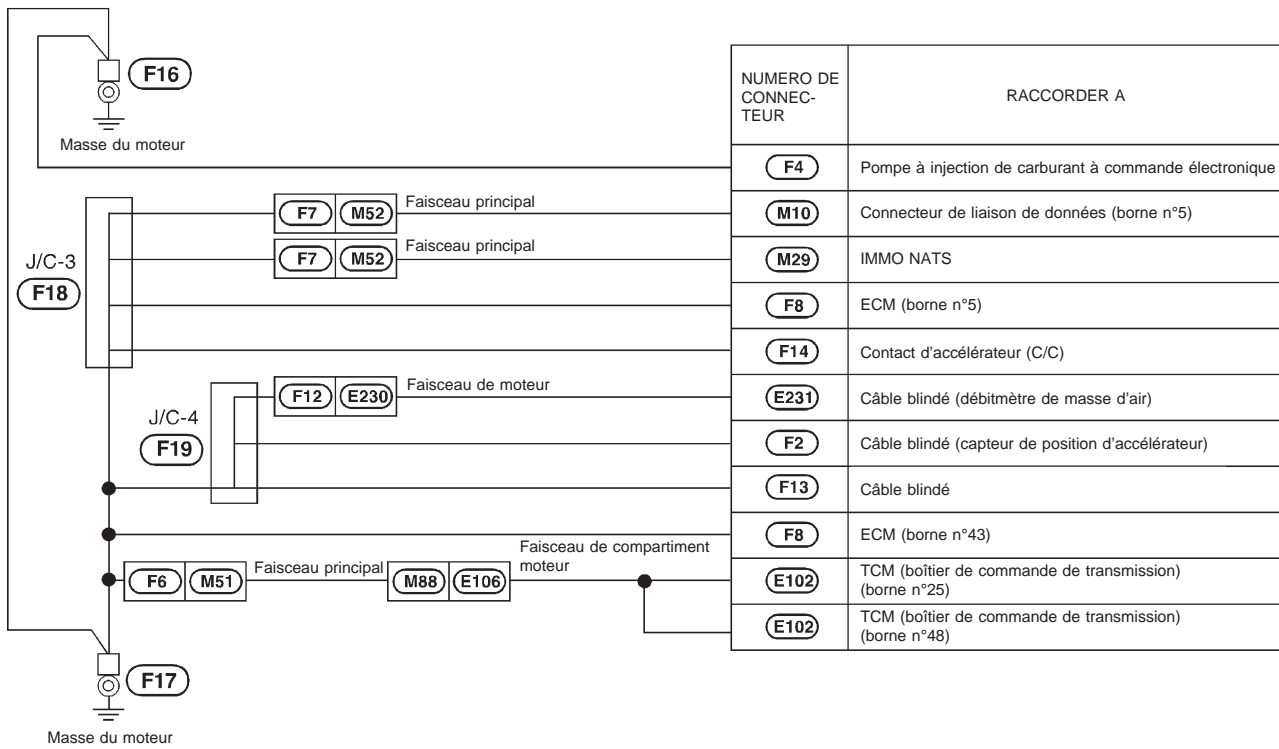 F16
Masse du moteur
NUMERO DE
CONNEC-
TEUR
RACCORDER A
F4 Pompe à injection de carburant à commande électronique
F7 M52 Faisceau principal M10 Connecteur de liaison de données (borne n°5)
F7 M52 Faisceau principal M29 IMMO NATS
J/C-3
F18
F8 ECM (borne n°5)
F14 Contact d'accélérateur (C/C)
F12 E230 Faisceau de moteur E231 Câble blindé (débitmètre de masse d'air)
J/C-4
F19
F2 Câble blindé (capteur de position d'accélérateur)
F13 Câble blindé
F8 ECM (borne n°43)
F6 M51 Faisceau principal M88 E106 Faisceau de compartiment
moteur
E102 TCM (boîtier de commande de transmission)
(borne n°25)
E102 TCM (boîtier de commande de transmission)
(borne n°48)
F17
Masse du moteur